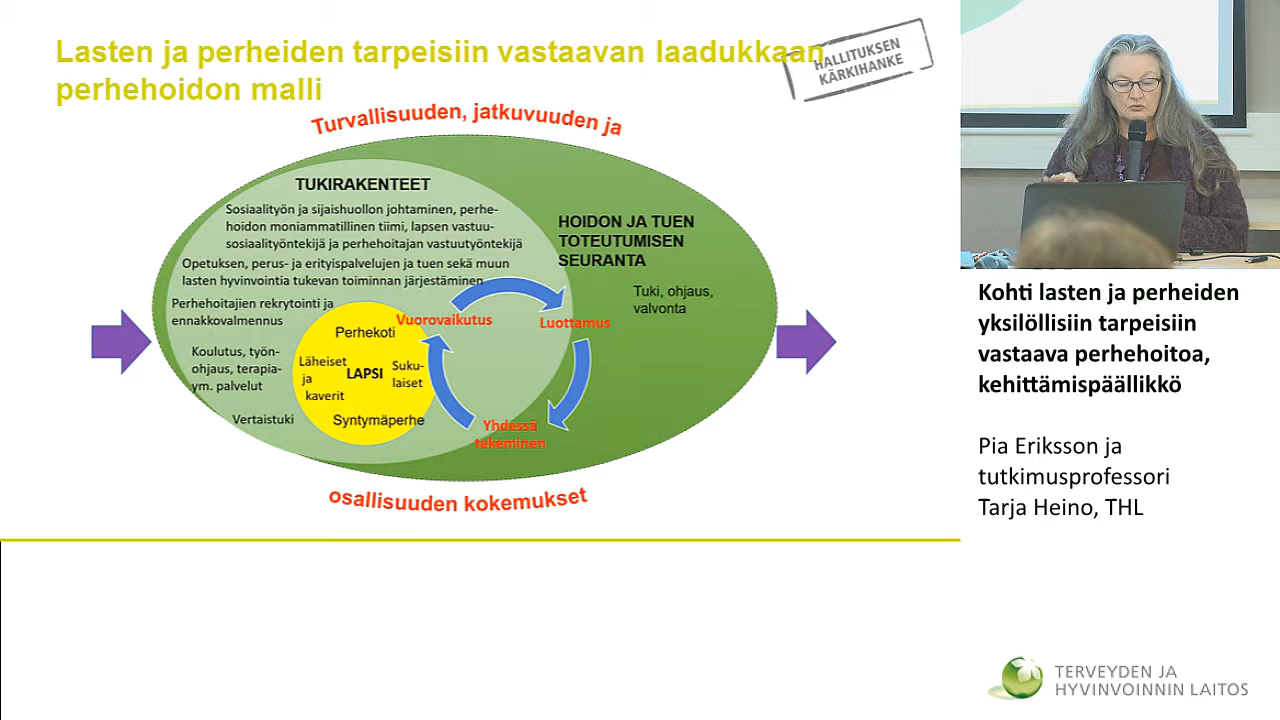 Lasten ja perheiden tarpeisiin vastaavan laadukkaan
perhehoidon malli
HALLITUKSEN
KÄRKIHANKE
Turvallisuuden, jatkuvuuden ja
TUKIRAKENTEET
Sosiaalityön ja sijaishuollon johtaminen, perhe-
hoidon moniammatillinen tiimi, lapsen vastuu-
sosiaalityöntekijä ja perhehoitajan vastuutyöntekijä
Opetuksen, perus- ja erityispalvelujen ja tuen sekä muun
lasten hyvinvointia tukevan toiminnan järjestäminen
Perhehoitajien rekrytointi ja
ennakkovalmennus
Koulutus, työn-
ohjaus, terapia-
ym. palvelut
Vertaistuki
Perhekoti
Läheiset
ja
kaverit
LAPSI
Suku-
laiset
Syntymäperhe
Vuorovaikutus
Luottamus
Yhdessä
tekeminen
HOIDON JA TUEN
TOTEUTUMISEN
SEURANTA
Tuki, ohjaus,
valvonta
osallisuuden kokemukset
Kohti lasten ja perheiden
yksilöllisiin tarpeisiin
vastaava perhehoitoa,
kehittämispäällikkö
Pia Eriksson ja
tutkimusprofessori
Tarja Heino, THL
TERVEYDEN JA
HYVINVOINNIN LAITOS